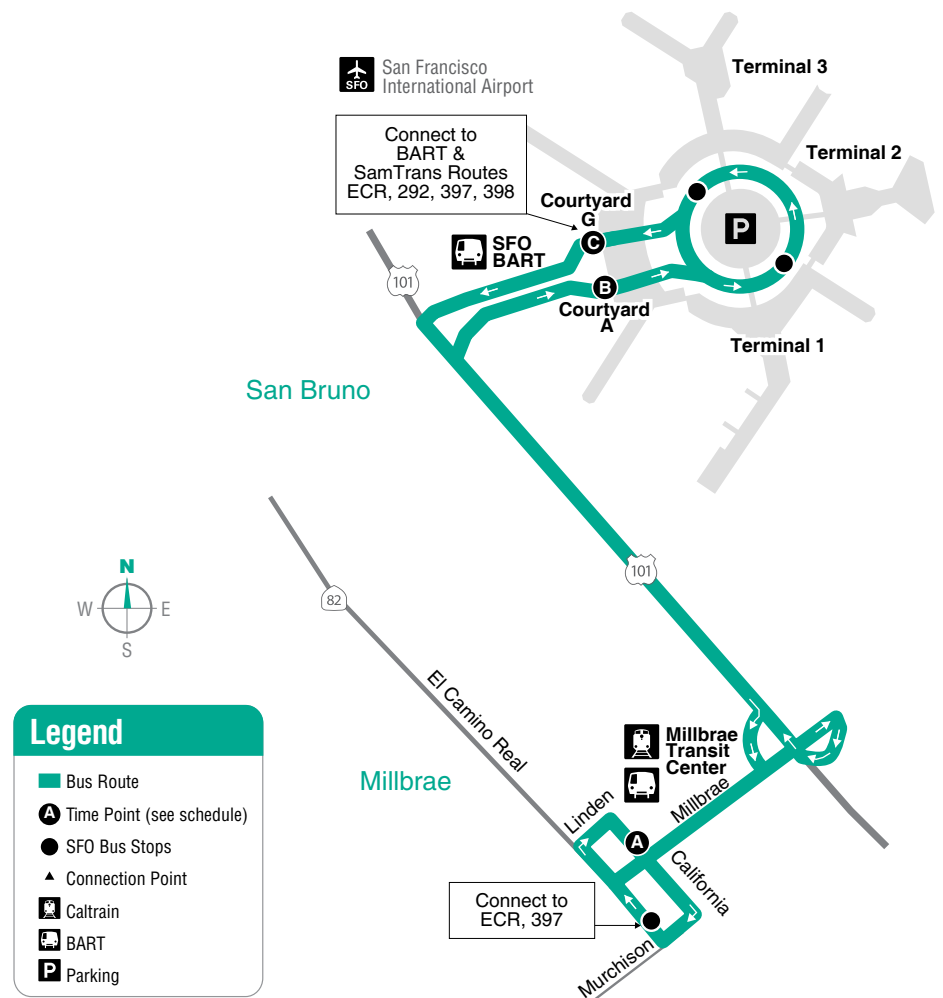 SFO
San Francisco
International Airport
Terminal 3
Connect to
BART &
SamTrans Routes
ECR, 292, 397, 398
Terminal 2
Courtyard
G
C
P
SFO
BART
101
B
Courtyard
A
Terminal 1
San Bruno
101
N
W
E
S
82
El Camino Real
Millbrae
Transit
Center
Millbrae
Millbrae
Linden
A
California
Connect to
ECR, 397
Murchison
Legend
Bus Route
A Time Point (see schedule)
SFO Bus Stops
Connection Point
Caltrain
BART
P Parking